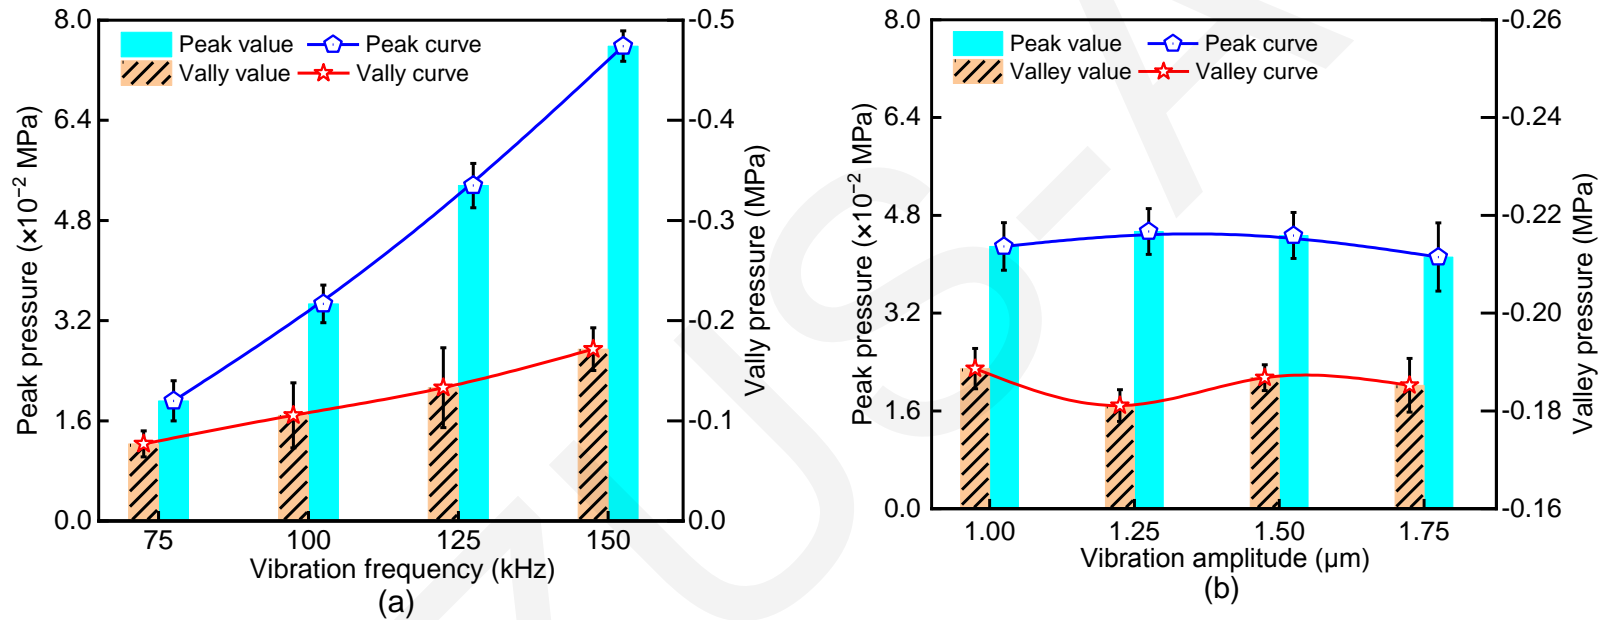 Peak value
Peak curve
Vally value
Vally curve
8.0
6.4
4.8
3.2
1.6
0.0
Peak pressure (×10⁻² MPa)
-0.5
-0.4
-0.3
-0.2
-0.1
0.0
Vally pressure (MPa)
75
100
125
150
Vibration frequency (kHz)
(a)
Peak value
Peak curve
Valley value
Valley curve
8.0
6.4
4.8
3.2
1.6
0.0
Peak pressure (×10⁻² MPa)
-0.26
-0.24
-0.22
-0.20
-0.18
-0.16
Valley pressure (MPa)
1.00
1.25
1.50
1.75
Vibration amplitude (μm)
(b)